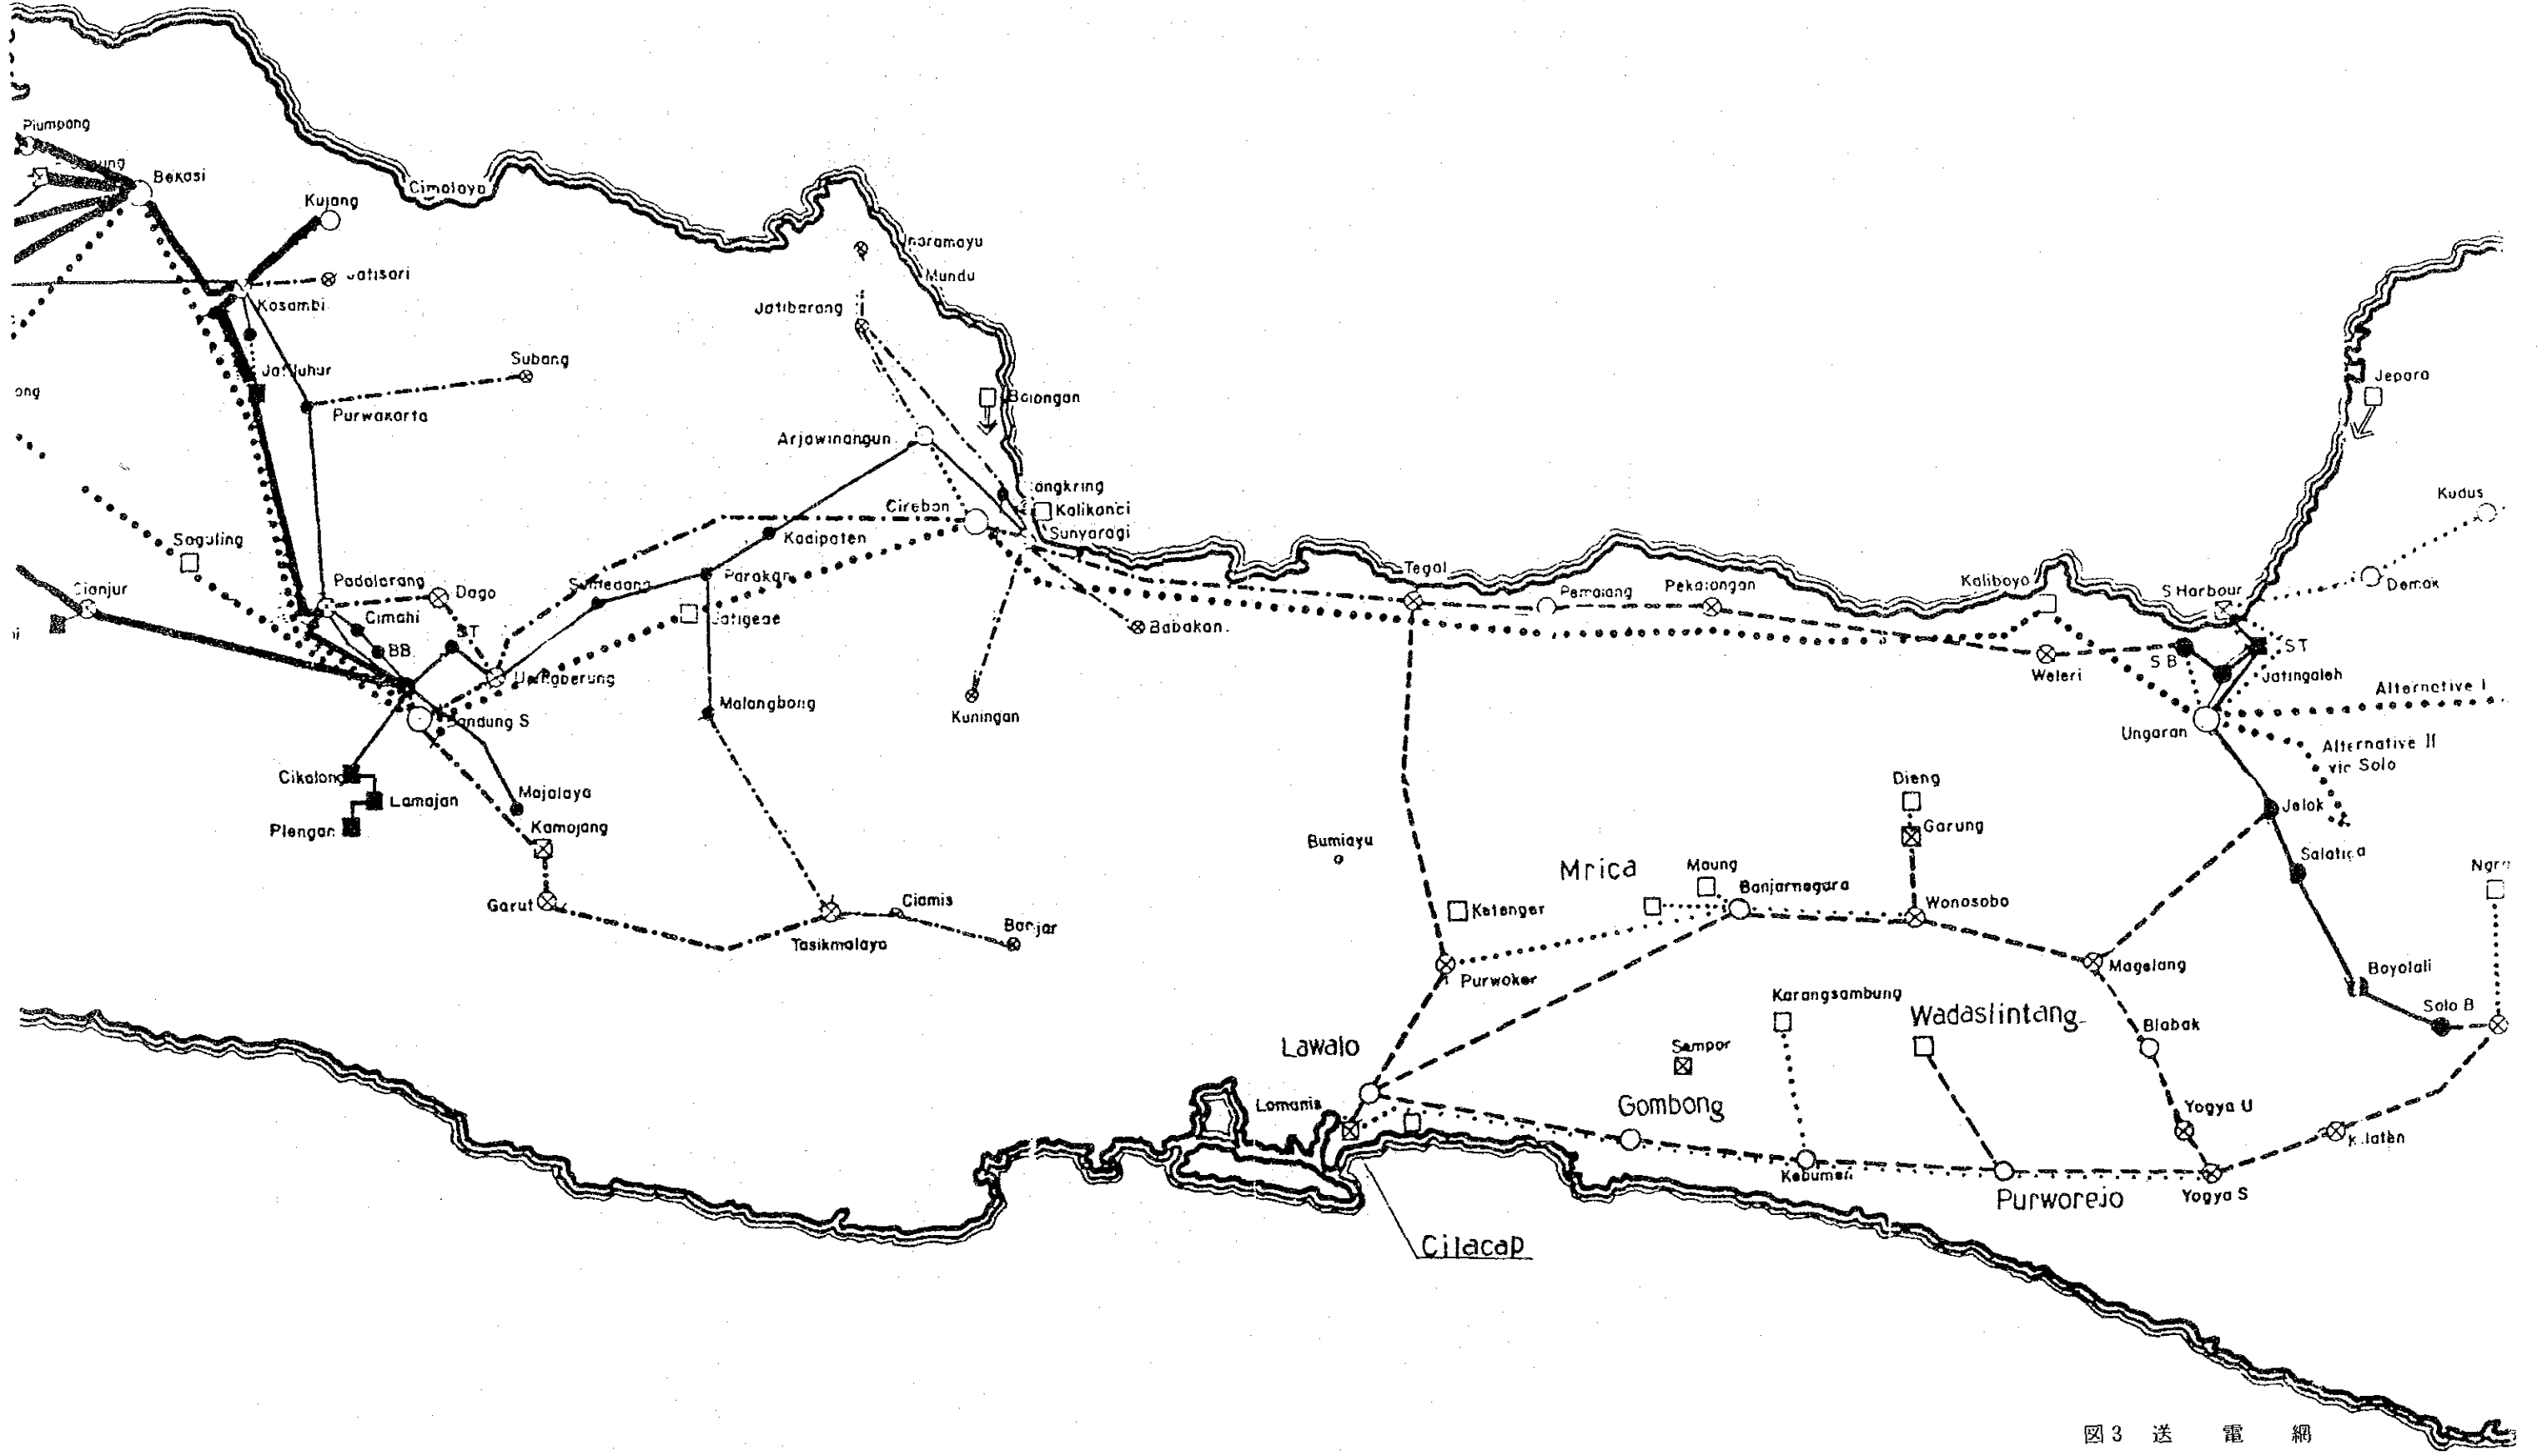 Plumpang
Bekasi
Cimalaya
Kujang
Jatisari
Kosambi
Indramayu
Mundu
Jatibarang
Subang
Jatiluhur
Purwakarta
Balongan
Jepara
Arjawinangun
Kudus
Cirebon
Kalikanci
Sunyaragi
Kadipaten
Saguling
Padalarang
Dago
Sumedang
Parakan
Tegal
Pemalang
Pekalongan
Kaliboyo
S Harbour
Demak
Cianjur
Cimahi
ST
Jatigede
Babakan
BB
Weleri
S B
ST
Jatingaleh
Bandung S
Malangbong
Kuningan
Alternative I
Ungaran
Alternative II
via Solo
Cikalong
Lamajan
Majalaya
Plengan
Kamojang
Dieng
Garung
Jelok
Bumiayu
Mrica
Maung
Banjarnegara
Salatiga
Garut
Ciamis
Ketenger
Wonosobo
Tasikmalaya
Banjar
Purwoker
Magelang
Boyolali
Karangsambung
Wadaslintang
Solo B
Lawalo
Sempor
Blabak
Lomanis
Gombong
Yogya U
Klaten
Kebumen
Purworejo
Yogya S
Cilacap
図3 送 電 網